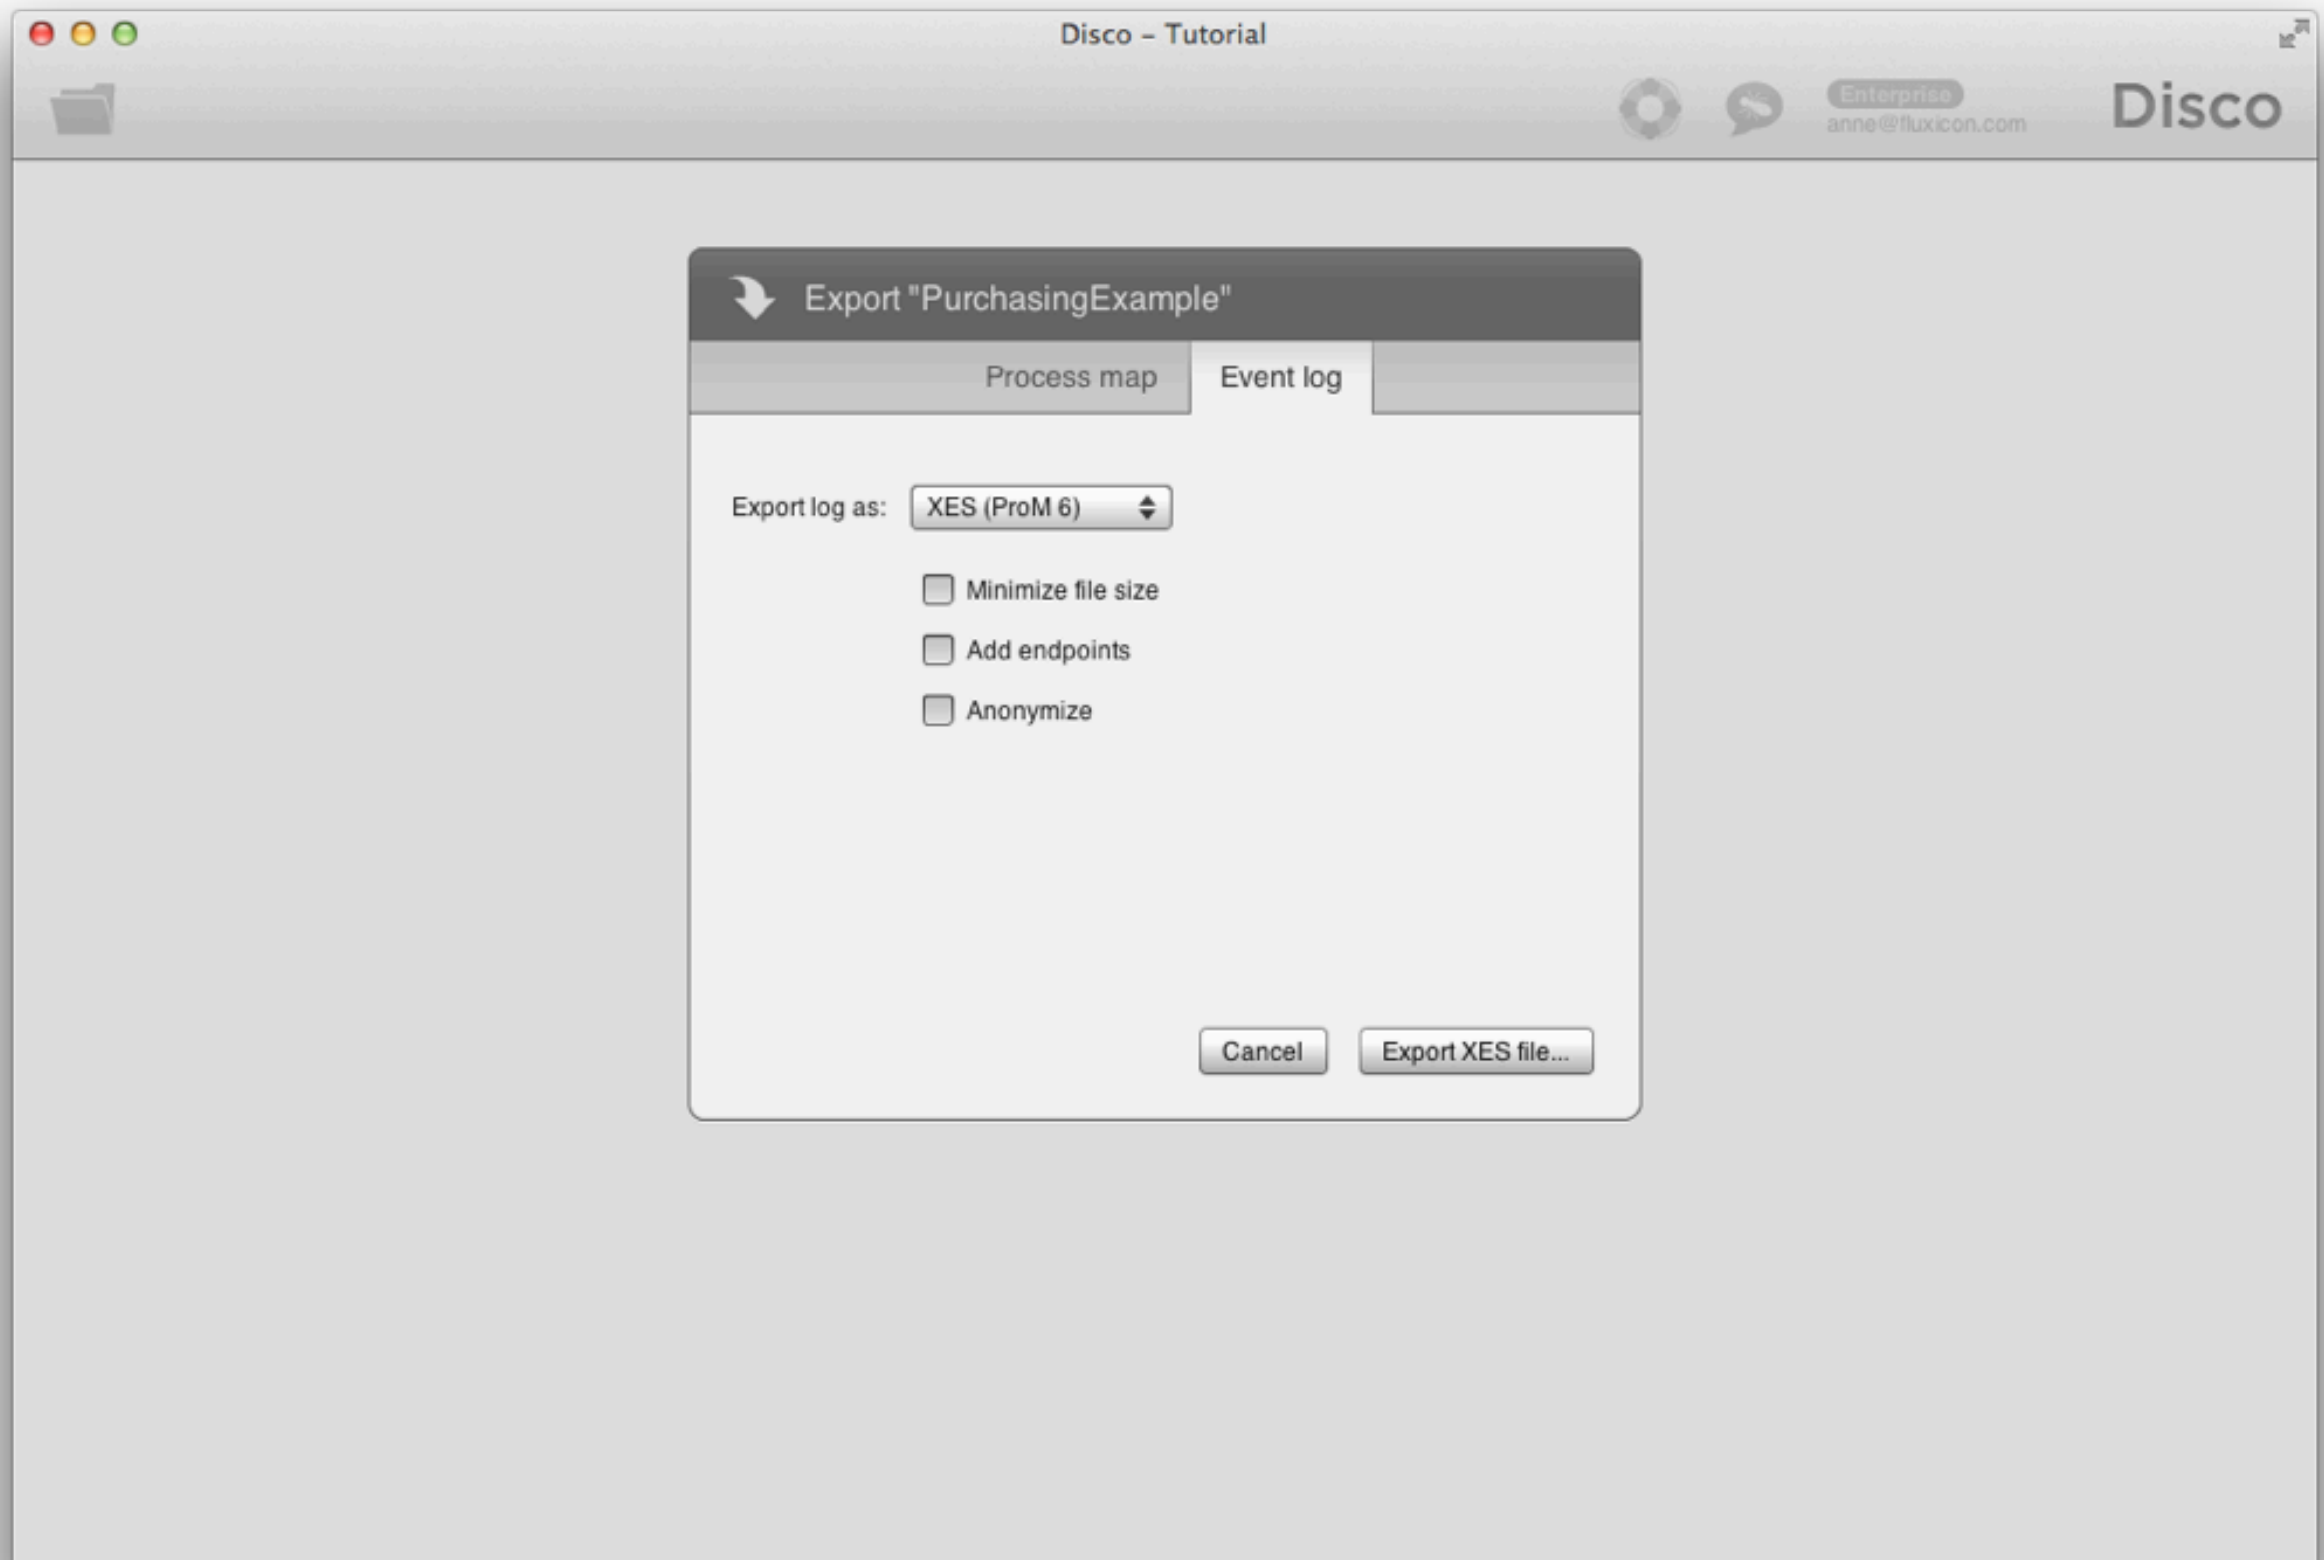 Disco – Tutorial
Enterprise
anne@fluxicon.com
Disco
Export "PurchasingExample"
Process map
Event log
Export log as:
XES (ProM 6)
Minimize file size
Add endpoints
Anonymize
Cancel
Export XES file...